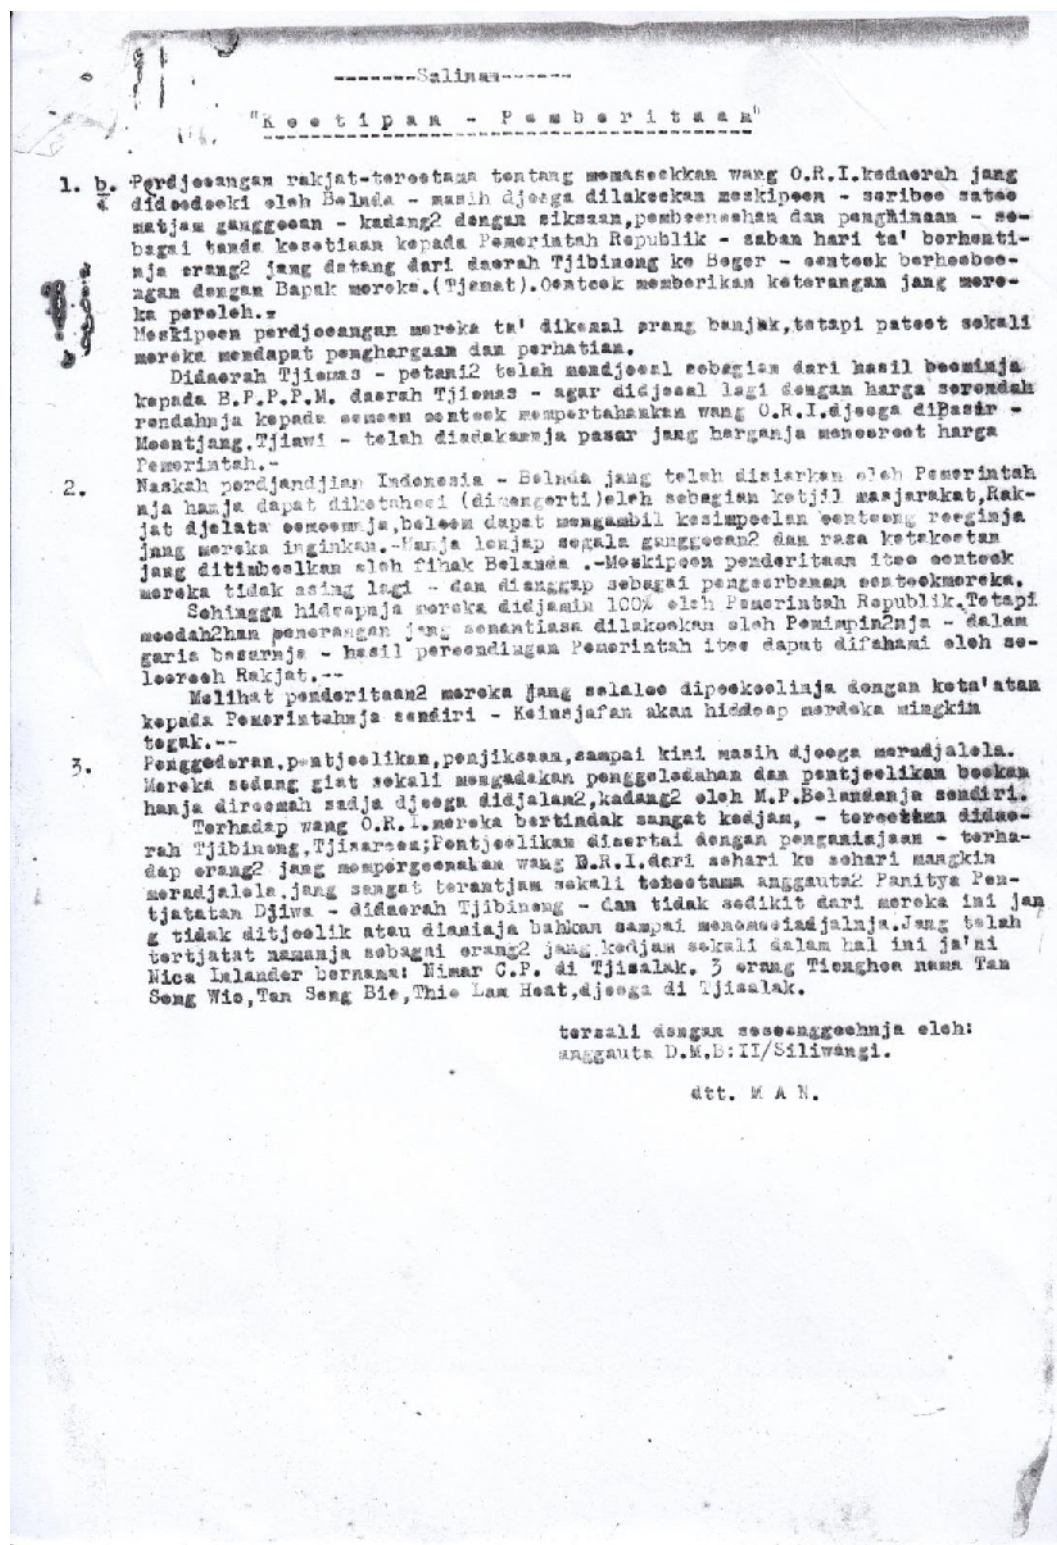 -------Salinan------
"K o e t i p a n - P e m b e r i t a a n"
1. b. Perdjoeangan rakjat-teroetama tentang memasoekkan wang O.R.I.kedaerah jang
didoedoeki oleh Belnda - masih djoega dilakoekan meskipoen - seriboe satoe
matjam ganggoean - kadang2 dengan siksaan,pemboenoehan dan penghinaan - se-
bagai tanda kesetiaan kepada Pemerintah Republik - saban hari ta' berhenti-
nja orang2 jang datang dari daerah Tjibinong ke Bogor - oentoek berhoeboe-
ngan dengan Bapak mereka.(Tjamat).Oentoek memberikan keterangan jang mere-
ka peroleh.=
Meskipoen perdjoeangan mereka ta' dikenal orang banjak,tetapi patoet sekali
mereka mendapat penghargaan dan perhatian.
Didaerah Tjiomas - petani2 telah mendjoeal sebagian dari hasil boeminja
kepada B.P.P.P.M. daerah Tjiomas - agar didjoeal lagi dengan harga serendah
rendahnja kepada oemoem oentoek mempertahankan wang O.R.I.djoega diPasir -
Moentjang,Tjiawi - telah diadakannja pasar jang harganja menoeroet harga
Pemerintah.-
2. Naskah perdjandjian Indonesia - Belnda jang telah disiarkan oleh Pemerintah
nja hanja dapat diketahoei (dimengerti)oleh sebagian ketjil masjarakat,Rak-
jat djelata oemoemnja,beloem dapat mengambil kesimpoelan oentoeng roeginja
jang mereka inginkan.-Hanja lenjap segala ganggoean2 dan rasa ketakoetan
jang ditimboelkan oleh fihak Belanda .-Meskipoen penderitaan itoe oentoek
mereka tidak asing lagi - dan dianggap sebagai pengoerbanan oentoekmereka.
Sehingga hidoepnja mereka didjamin 100% oleh Pemerintah Republik.Tetapi
moedah2han penerangan jang senantiasa dilakoekan oleh Pemimpin2nja - dalam
garis besarnja - hasil peroendingan Pemerintah itoe dapat difahami oleh se-
loeroeh Rakjat.--
Melihat penderitaan2 mereka jang selaloe dipoekoelinja dengan keta'atan
kepada Pemerintahnja sendiri - Keinsjafan akan hiddoep merdeka mingkin
tegak.--
3. Penggedoran,pentjoelikan,penjiksaan,sampai kini masih djoega meradjalela.
Mereka sedang giat sekali mengadakan penggeledahan dan pentjoelikan boekan
hanja diroemah sadja djoega didjalan2,kadang2 oleh M.P.Belandanja sendiri.
Terhadap wang O.R.I.mereka bertindak sangat kedjam, - teroetama didae-
rah Tjibinong,Tjisaroea;Pentjoelikan disertai dengan penganiajaan - terha-
dap orang2 jang mempergoenakan wang O.R.I.dari sehari ke sehari mangkin
meradjalela.jang sangat terantjam sekali teroetama anggauta2 Panitya Pen-
tjatatan Djiwa - didaerah Tjibinong - dan tidak sedikit dari mereka ini jan
g tidak ditjoelik atau dianiaja bahkan sampai menemoeiadjalnja.Jang telah
tertjatat namanja sebagai orang2 jang kedjam sekali dalam hal ini ja'ni
Nica Inlander bernama: Nimar C.P. di Tjisalak. 3 orang Tionghoa nama Tan
Song Wie,Tan Seng Bie,Thio Lam Hoat,djoega di Tjisalak.
tersali dengan sesoenggoehnja oleh:
anggauta D.M.B:II/Siliwangi.
dtt. M A N.